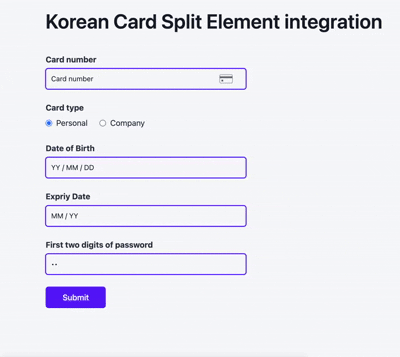 Korean Card Split Element integration
Card number
Card number
Card type
Personal Company
Date of Birth
YY / MM / DD
Expriy Date
MM / YY
First two digits of password
••
Submit